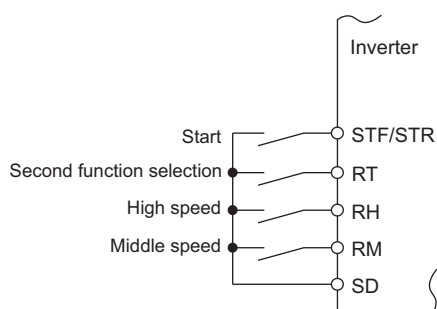 Inverter
Start STF/STR
Second function selection RT
High speed RH
Middle speed RM
SD